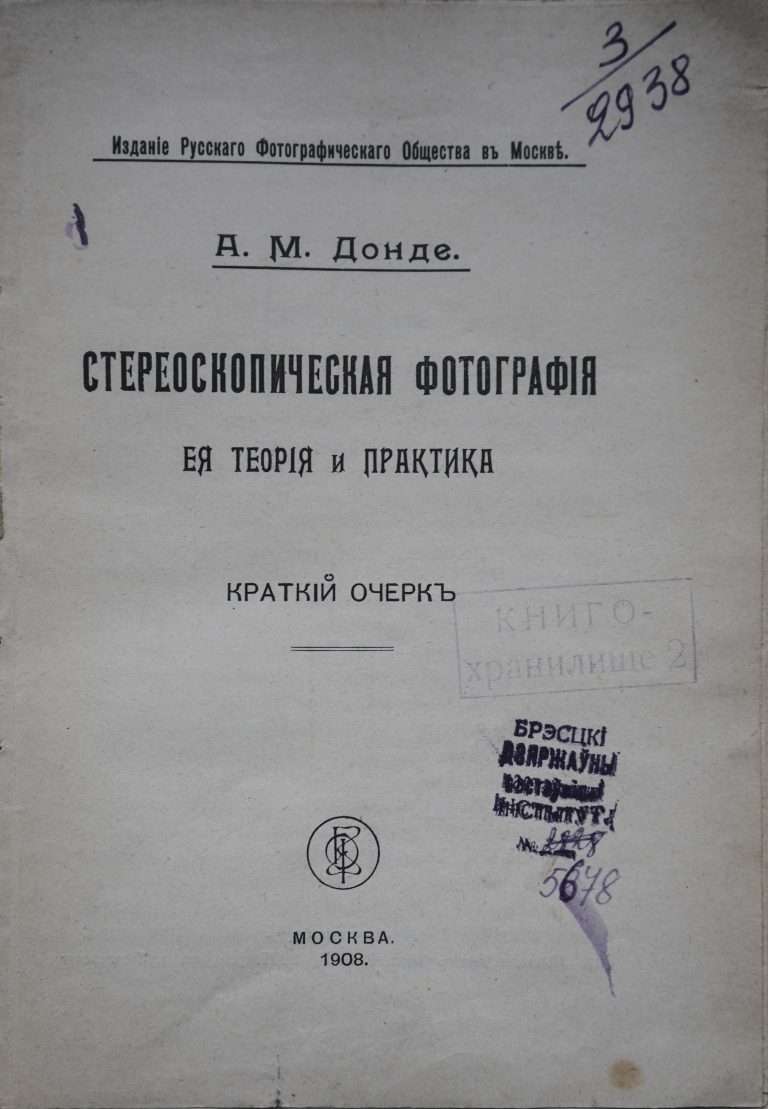 3
2938
Изданіе Русскаго Фотографическаго Общества въ Москвѣ.
А. М. Донде.
СТЕРЕОСКОПИЧЕСКАЯ ФОТОГРАФІЯ
ЕЯ ТЕОРІЯ и ПРАКТИКА
КРАТКІЙ ОЧЕРКЪ
КНИГО-
хранилище 2
БРЭСЦКІ
ДЗЯРЖАЎНЫ
ІНСТЫТУТ
№
5678
МОСКВА.
1908.